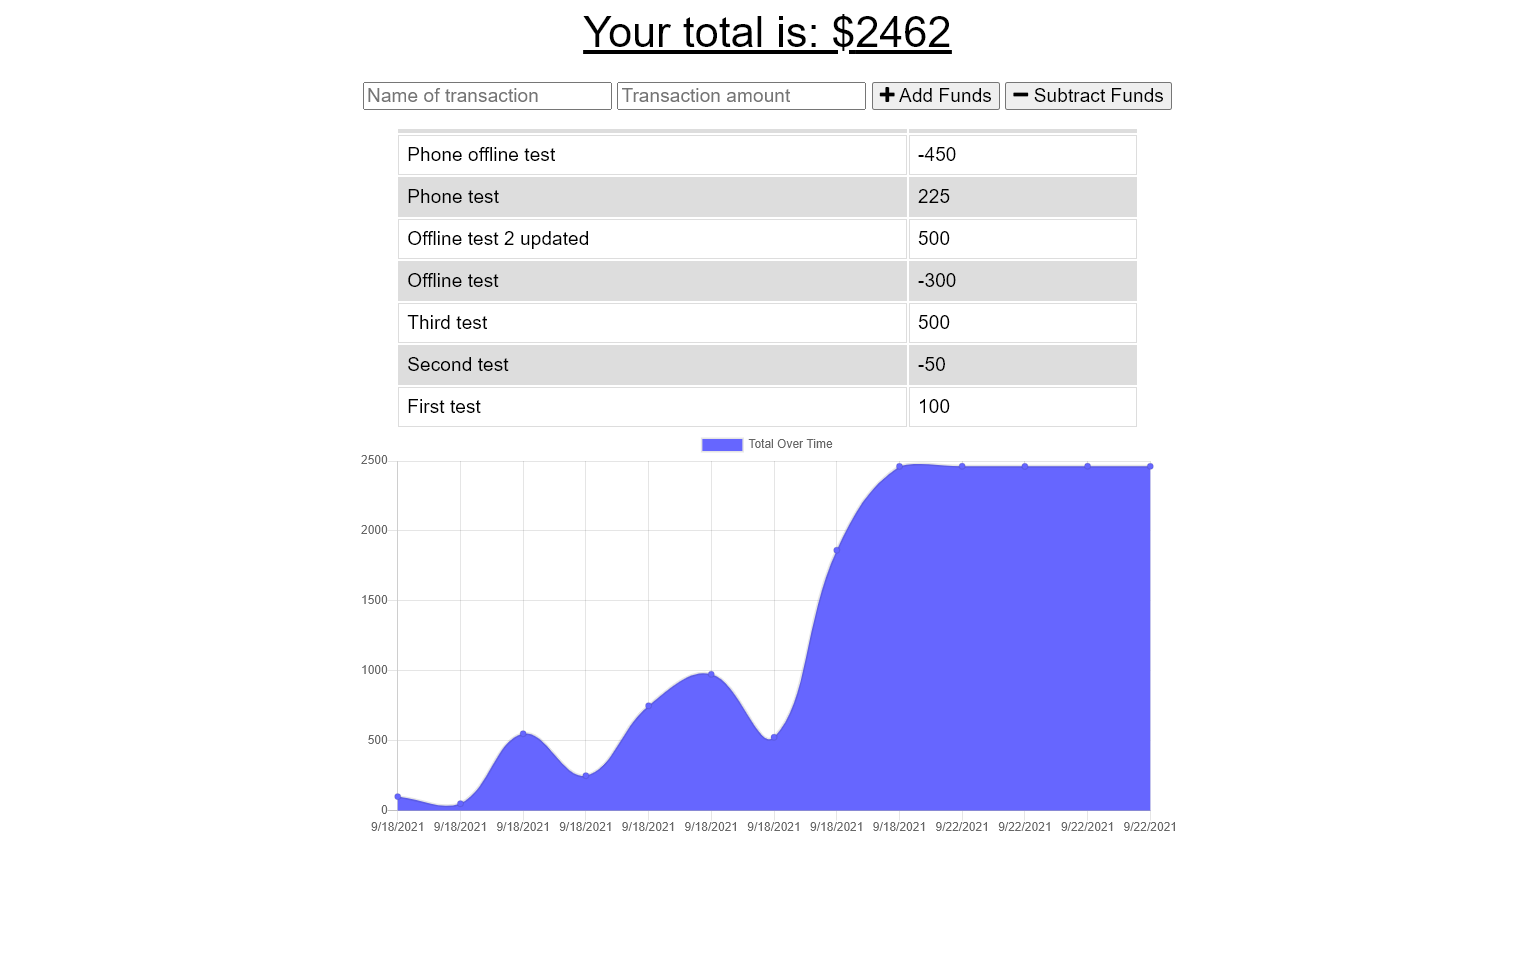 Your total is: $2462
Name of transaction Transaction amount + Add Funds − Subtract Funds
Phone offline test -450
Phone test 225
Offline test 2 updated 500
Offline test -300
Third test 500
Second test -50
First test 100
Total Over Time
2500
2000
1500
1000
500
0
9/18/2021 9/18/2021 9/18/2021 9/18/2021 9/18/2021 9/18/2021 9/18/2021 9/18/2021 9/18/2021 9/22/2021 9/22/2021 9/22/2021 9/22/2021